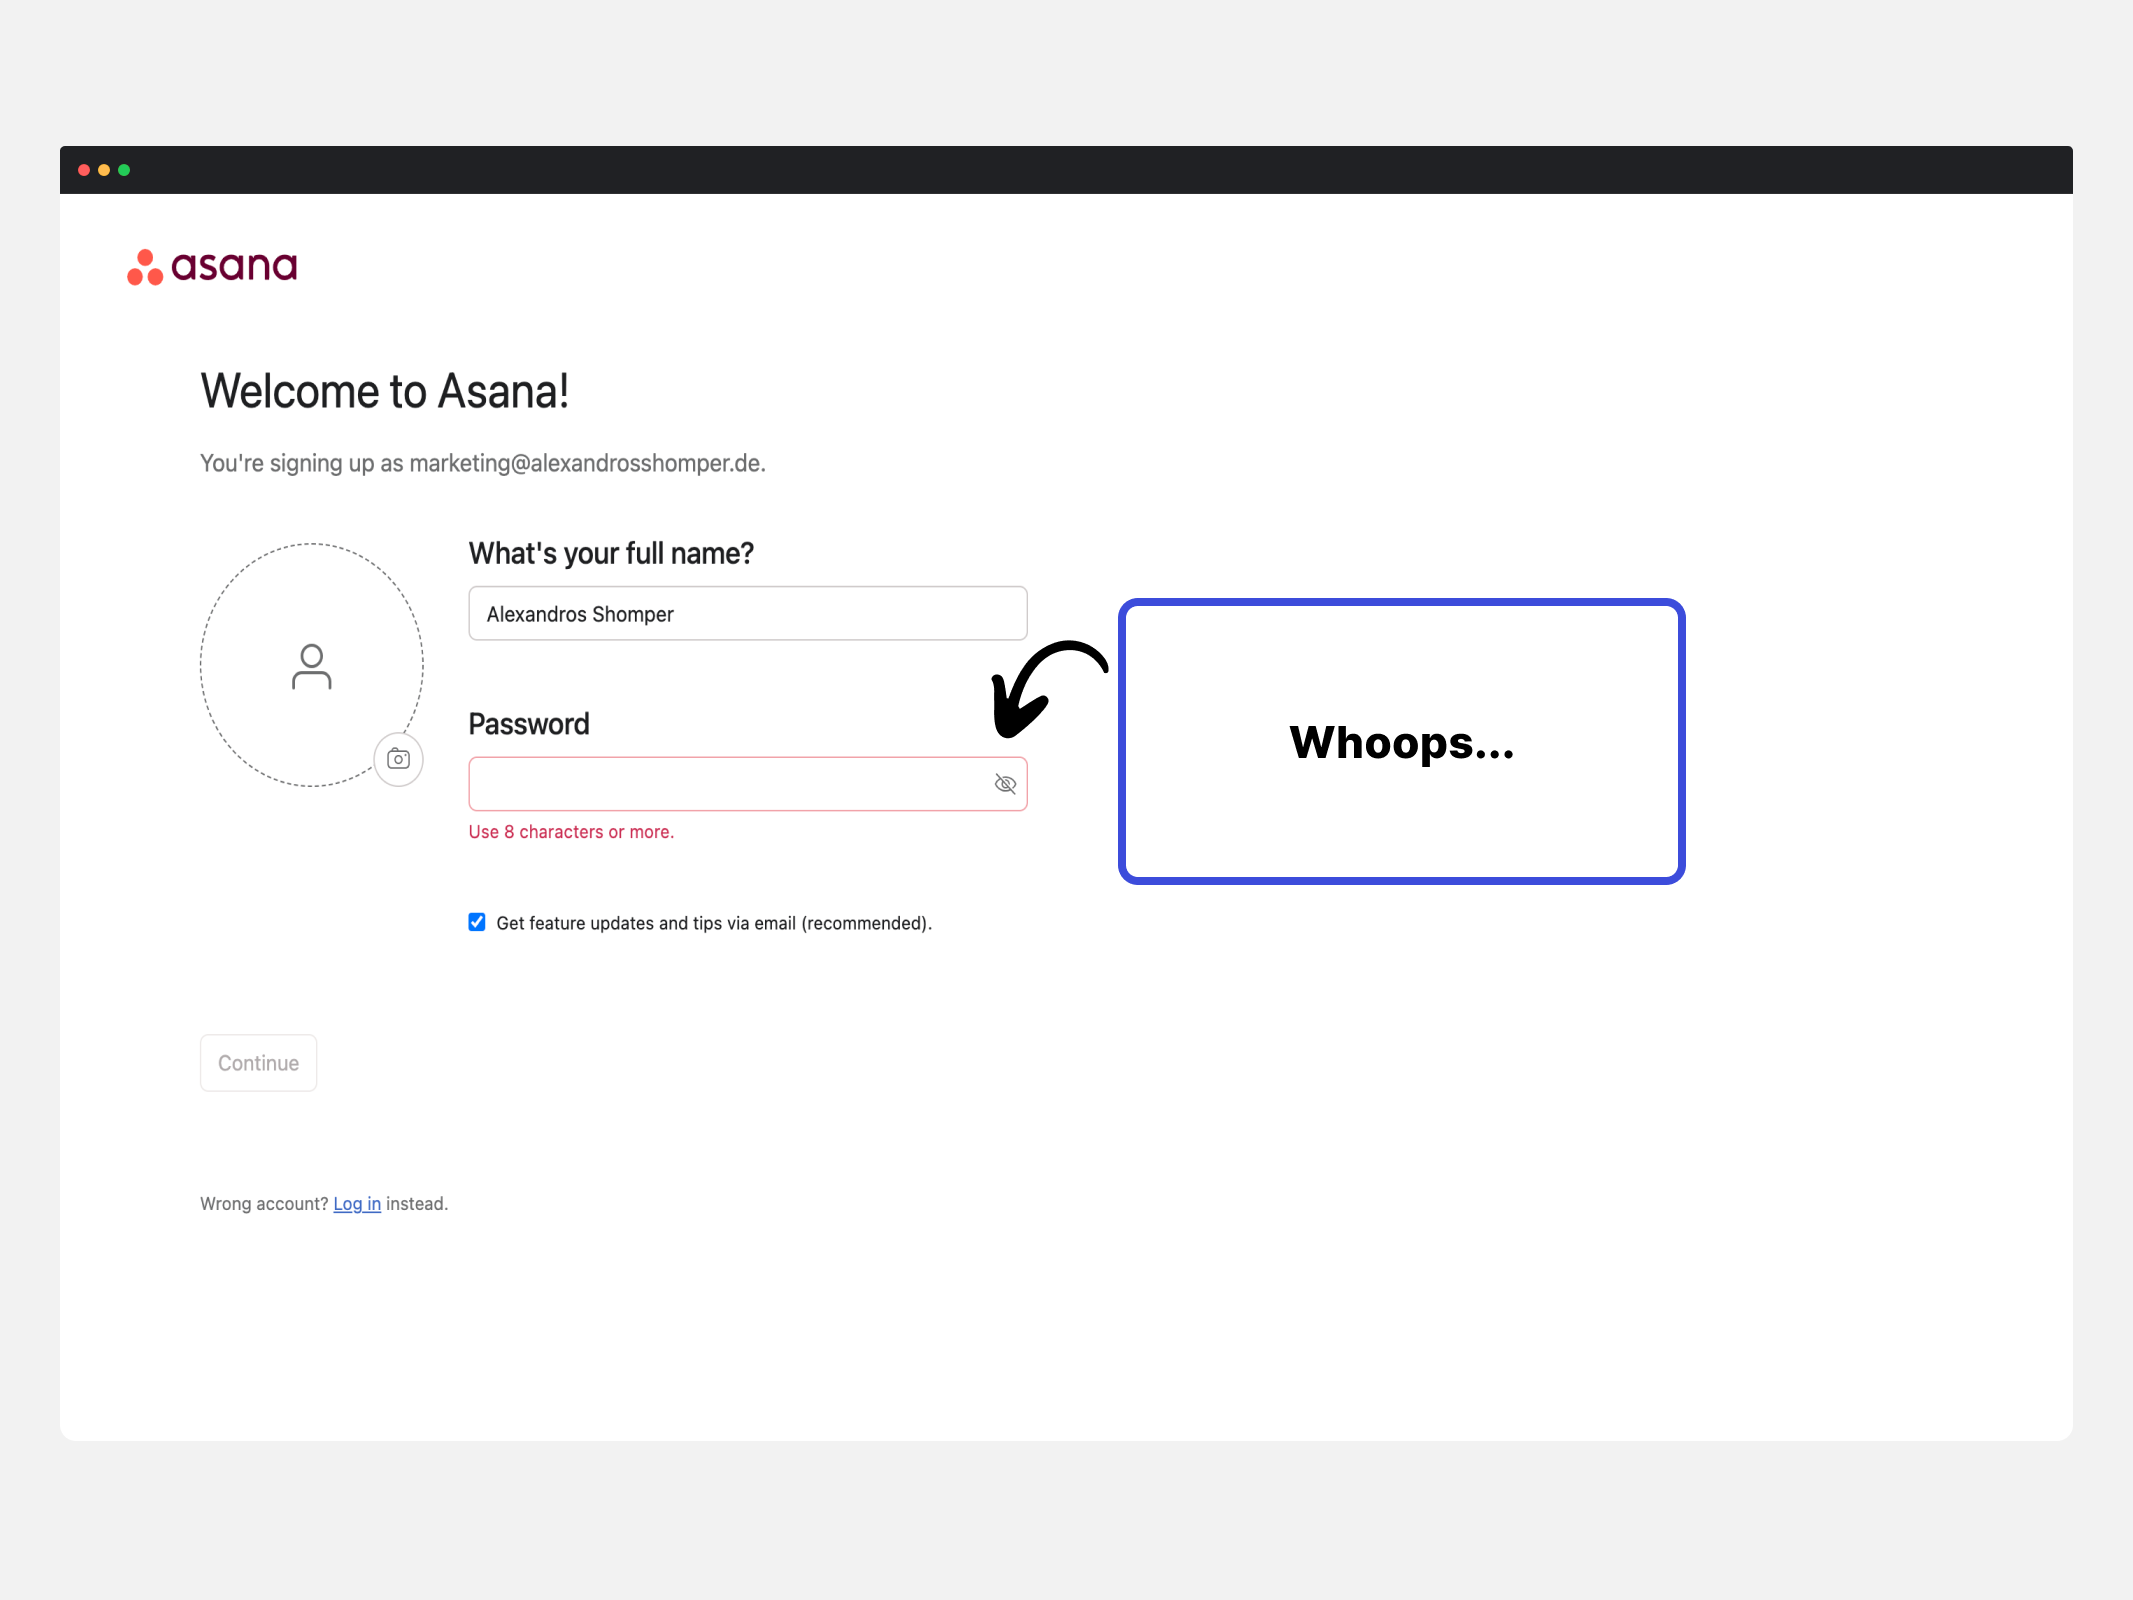 asana
Welcome to Asana!
You're signing up as marketing@alexandrosshomper.de.
What's your full name?
Alexandros Shomper
Password
Use 8 characters or more.
Whoops...
Get feature updates and tips via email (recommended).
Continue
Wrong account? Log in instead.